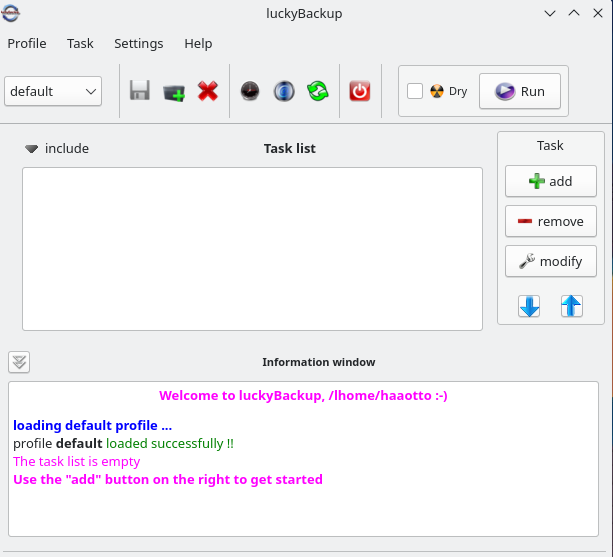 luckyBackup
Profile Task Settings Help
default
Dry
Run
include
Task list
Task
add
remove
modify
Information window
Welcome to luckyBackup, /lhome/haaotto :-)
loading default profile ...
profile default loaded successfully !!
The task list is empty
Use the "add" button on the right to get started